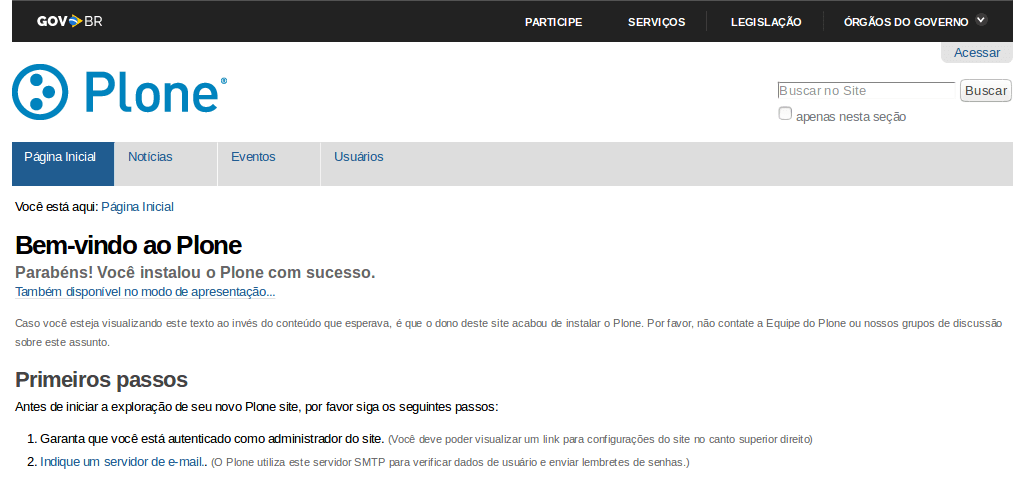 GOV BR PARTICIPE SERVIÇOS LEGISLAÇÃO ÓRGÃOS DO GOVERNO
Acessar
Plone®
Buscar no Site Buscar
apenas nesta seção
Página Inicial Notícias Eventos Usuários
Você está aqui: Página Inicial
Bem-vindo ao Plone
Parabéns! Você instalou o Plone com sucesso.
Também disponível no modo de apresentação...
Caso você esteja visualizando este texto ao invés do conteúdo que esperava, é que o dono deste site acabou de instalar o Plone. Por favor, não contate a Equipe do Plone ou nossos grupos de discussão
sobre este assunto.
Primeiros passos
Antes de iniciar a exploração de seu novo Plone site, por favor siga os seguintes passos:
1. Garanta que você está autenticado como administrador do site. (Você deve poder visualizar um link para configurações do site no canto superior direito)
2. Indique um servidor de e-mail.. (O Plone utiliza este servidor SMTP para verificar dados de usuário e enviar lembretes de senhas.)